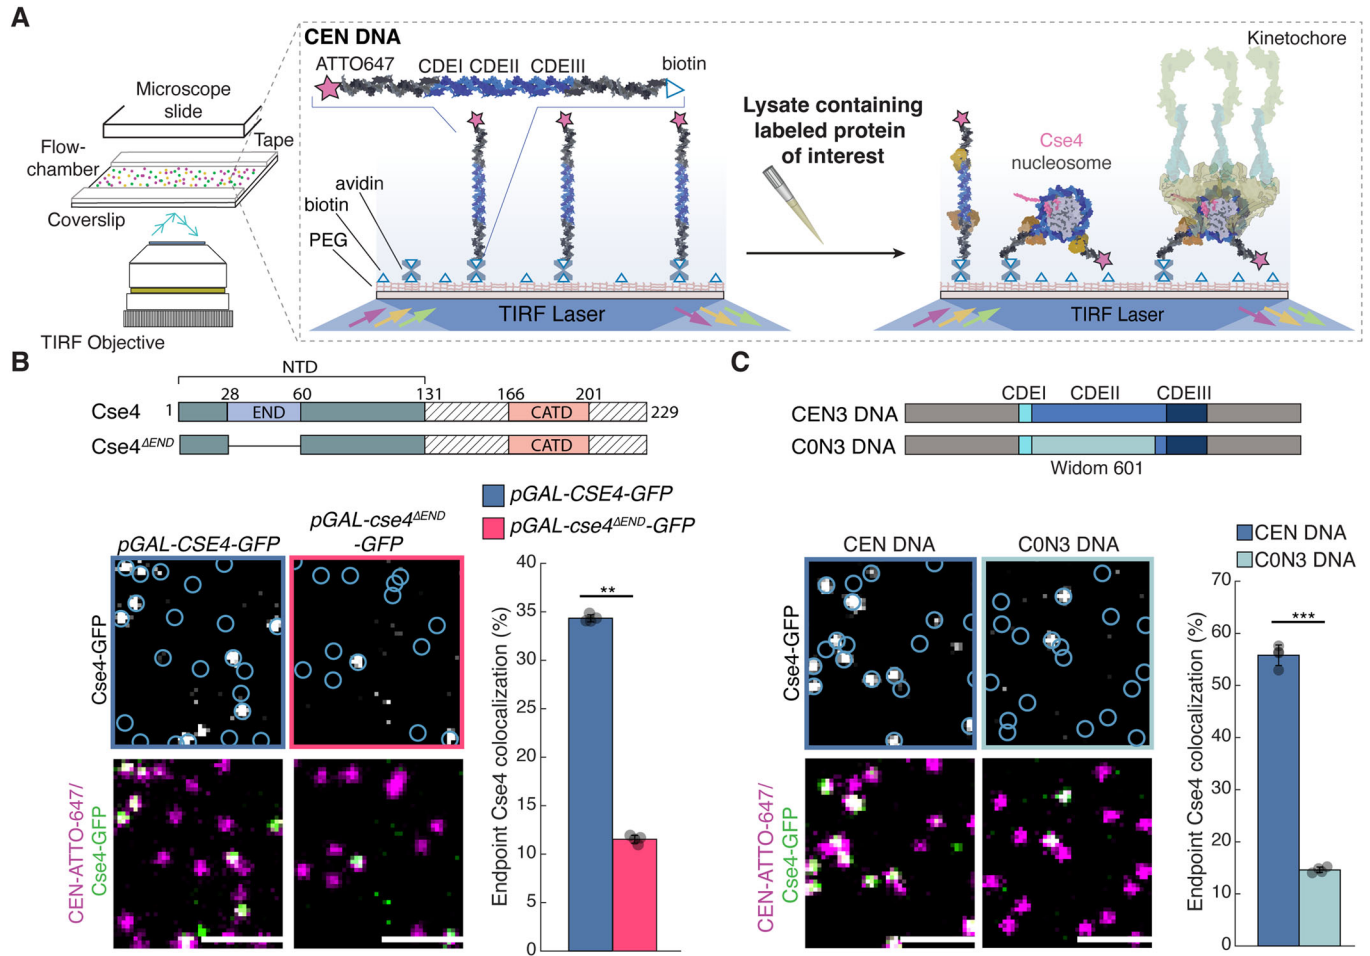 A
CEN DNA
ATTO647
CDEI
CDEII
CDEIII
biotin
Microscope
slide
Flow-
chamber
Tape
Coverslip
TIRF Objective
avidin
biotin
PEG
TIRF Laser
Lysate containing
labeled protein
of interest
Kinetochore
Cse4
nucleosome
TIRF Laser
B
NTD
28
60
131
166
201
Cse4
1
END
CATD
229
Cse4ΔEND
CATD
pGAL-CSE4-GFP
pGAL-cse4ΔEND-GFP
pGAL-CSE4-GFP
pGAL-cse4ΔEND
-GFP
Cse4-GFP
CEN-ATTO-647/
Cse4-GFP
Endpoint Cse4 colocalization (%)
40
35
30
25
20
15
10
5
0
**
C
CDEI
CDEII
CDEIII
CEN3 DNA
C0N3 DNA
Widom 601
CEN DNA
C0N3 DNA
CEN DNA
C0N3 DNA
Cse4-GFP
CEN-ATTO-647/
Cse4-GFP
Endpoint Cse4 colocalization (%)
70
60
50
40
30
20
10
0
***